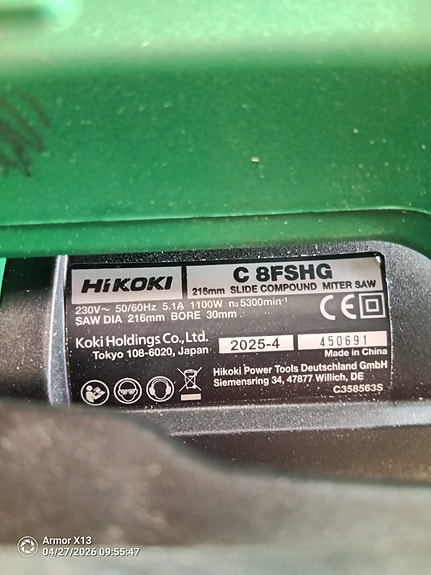 HiKOKI
C 8FSHG
216mm SLIDE COMPOUND MITER SAW
230V～ 50/60Hz 5.1A 1100W n₀5300min⁻¹
SAW DIA 216mm BORE 30mm
CE
Koki Holdings Co., Ltd.
Tokyo 108-6020, Japan
2025-4
450691
Made in China
Hikoki Power Tools Deutschland GmbH
Siemensring 34, 47877 Willich, DE
C358563S
Armor X13
04/27/2026 09:55:47